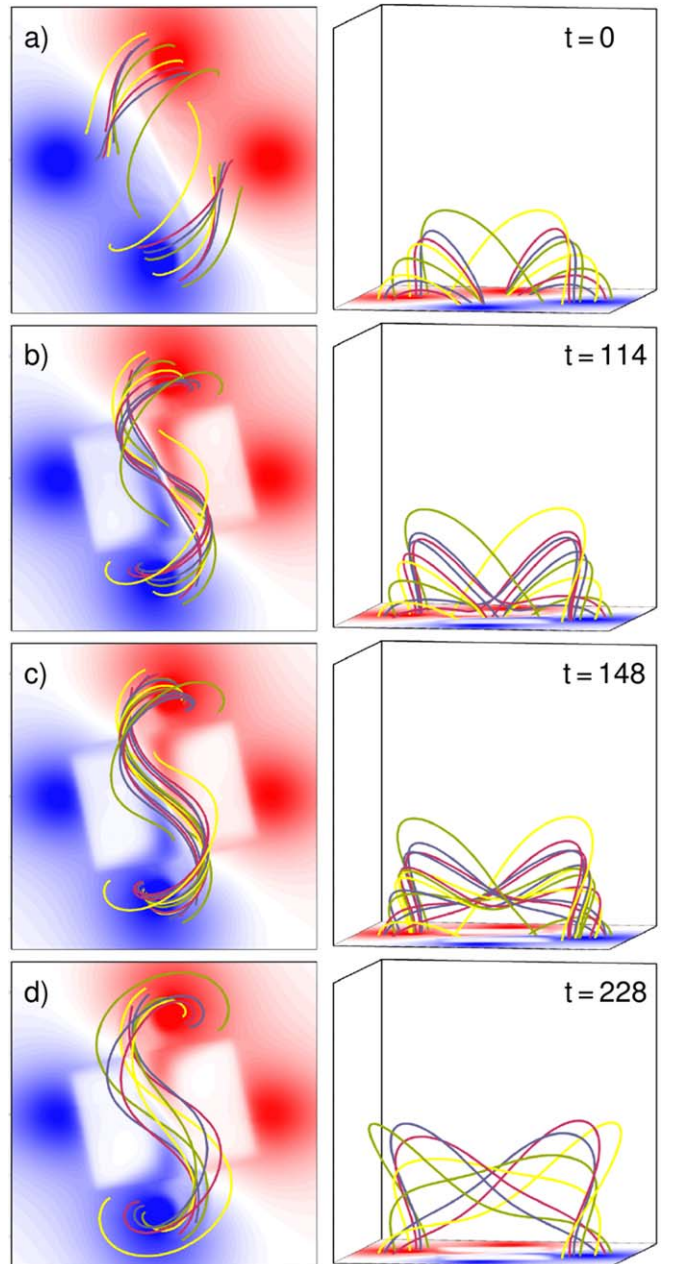 a) t = 0
b) t = 114
c) t = 148
d) t = 228